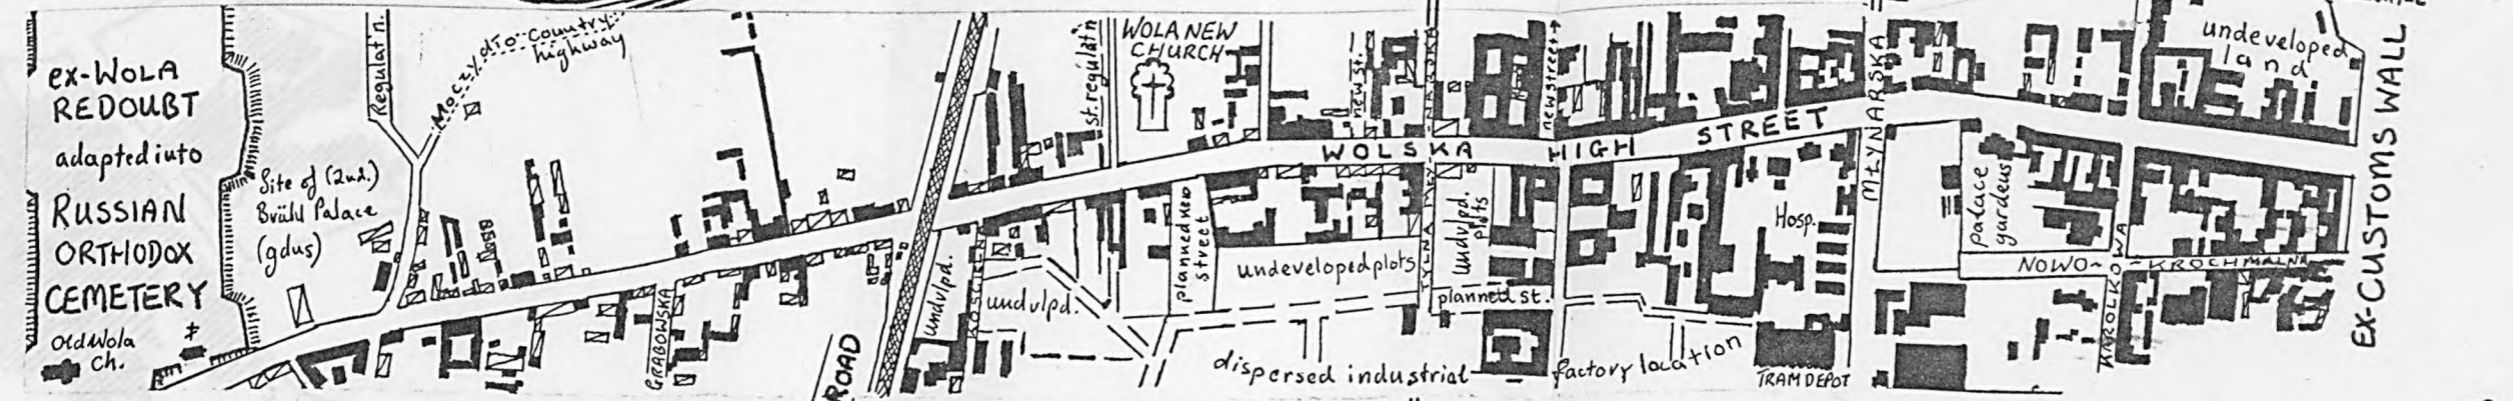 ex-WOLA
REDOUBT
adapted into
RUSSIAN
ORTHODOX
CEMETERY
Old Wola
Ch.
Site of (2nd.)
Brühl Palace
(gdns)
Regulat'n.
Moczydło Country
highway
GRABOWSKA
ROAD
undvlpd.
KOŚCIELNA
undvlpd.
st. regulat'n
WOLA NEW
CHURCH
planned new
street
undeveloped plots
new st.
TYLNA MŁYNARSKA
undvlpd.
plots
planned st.
new street
WOLSKA HIGH STREET
dispersed industrial factory location
Hosp.
TRAM DEPOT
MŁYNARSKA
palace
gardens
NOWO-KROCHMALNA
KAROLKOWA
undeveloped
land
EX-CUSTOMS WALL